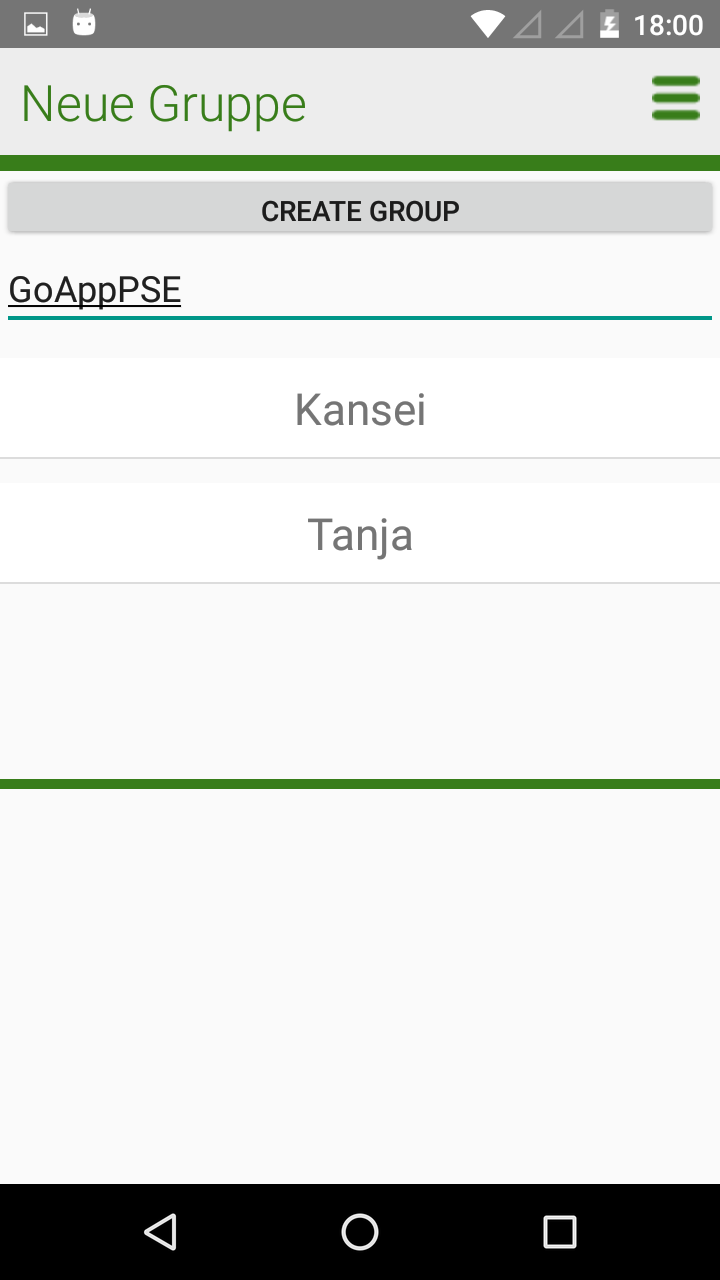 18:00
Neue Gruppe
CREATE GROUP
GoAppPSE
Kansei
Tanja